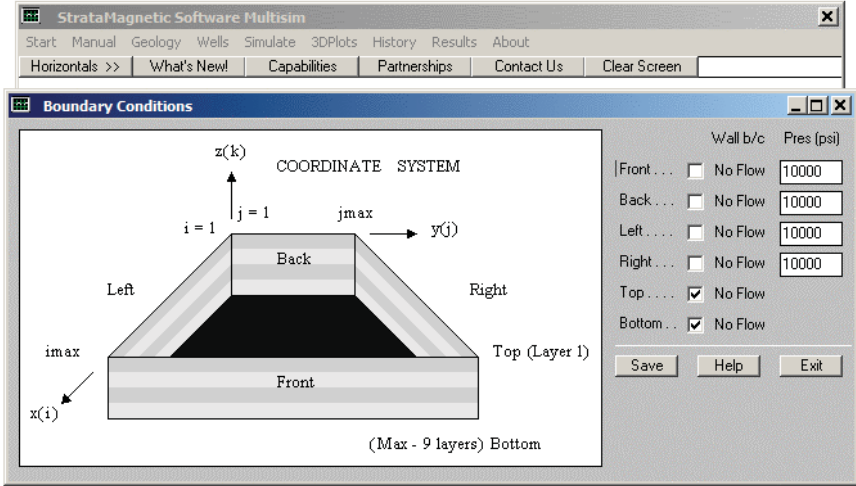 StrataMagnetic Software Multisim
Start Manual Geology Wells Simulate 3DPlots History Results About
Horizontals >> What's New! Capabilities Partnerships Contact Us Clear Screen
Boundary Conditions
z(k)
COORDINATE SYSTEM
j = 1
jmax
i = 1
y(j)
Back
Left
Right
imax
Top (Layer 1)
Front
x(i)
(Max - 9 layers) Bottom
Wall b/c Pres (psi)
Front . . . No Flow 10000
Back . . . No Flow 10000
Left . . . . No Flow 10000
Right . . . No Flow 10000
Top . . . . No Flow
Bottom . . No Flow
Save Help Exit